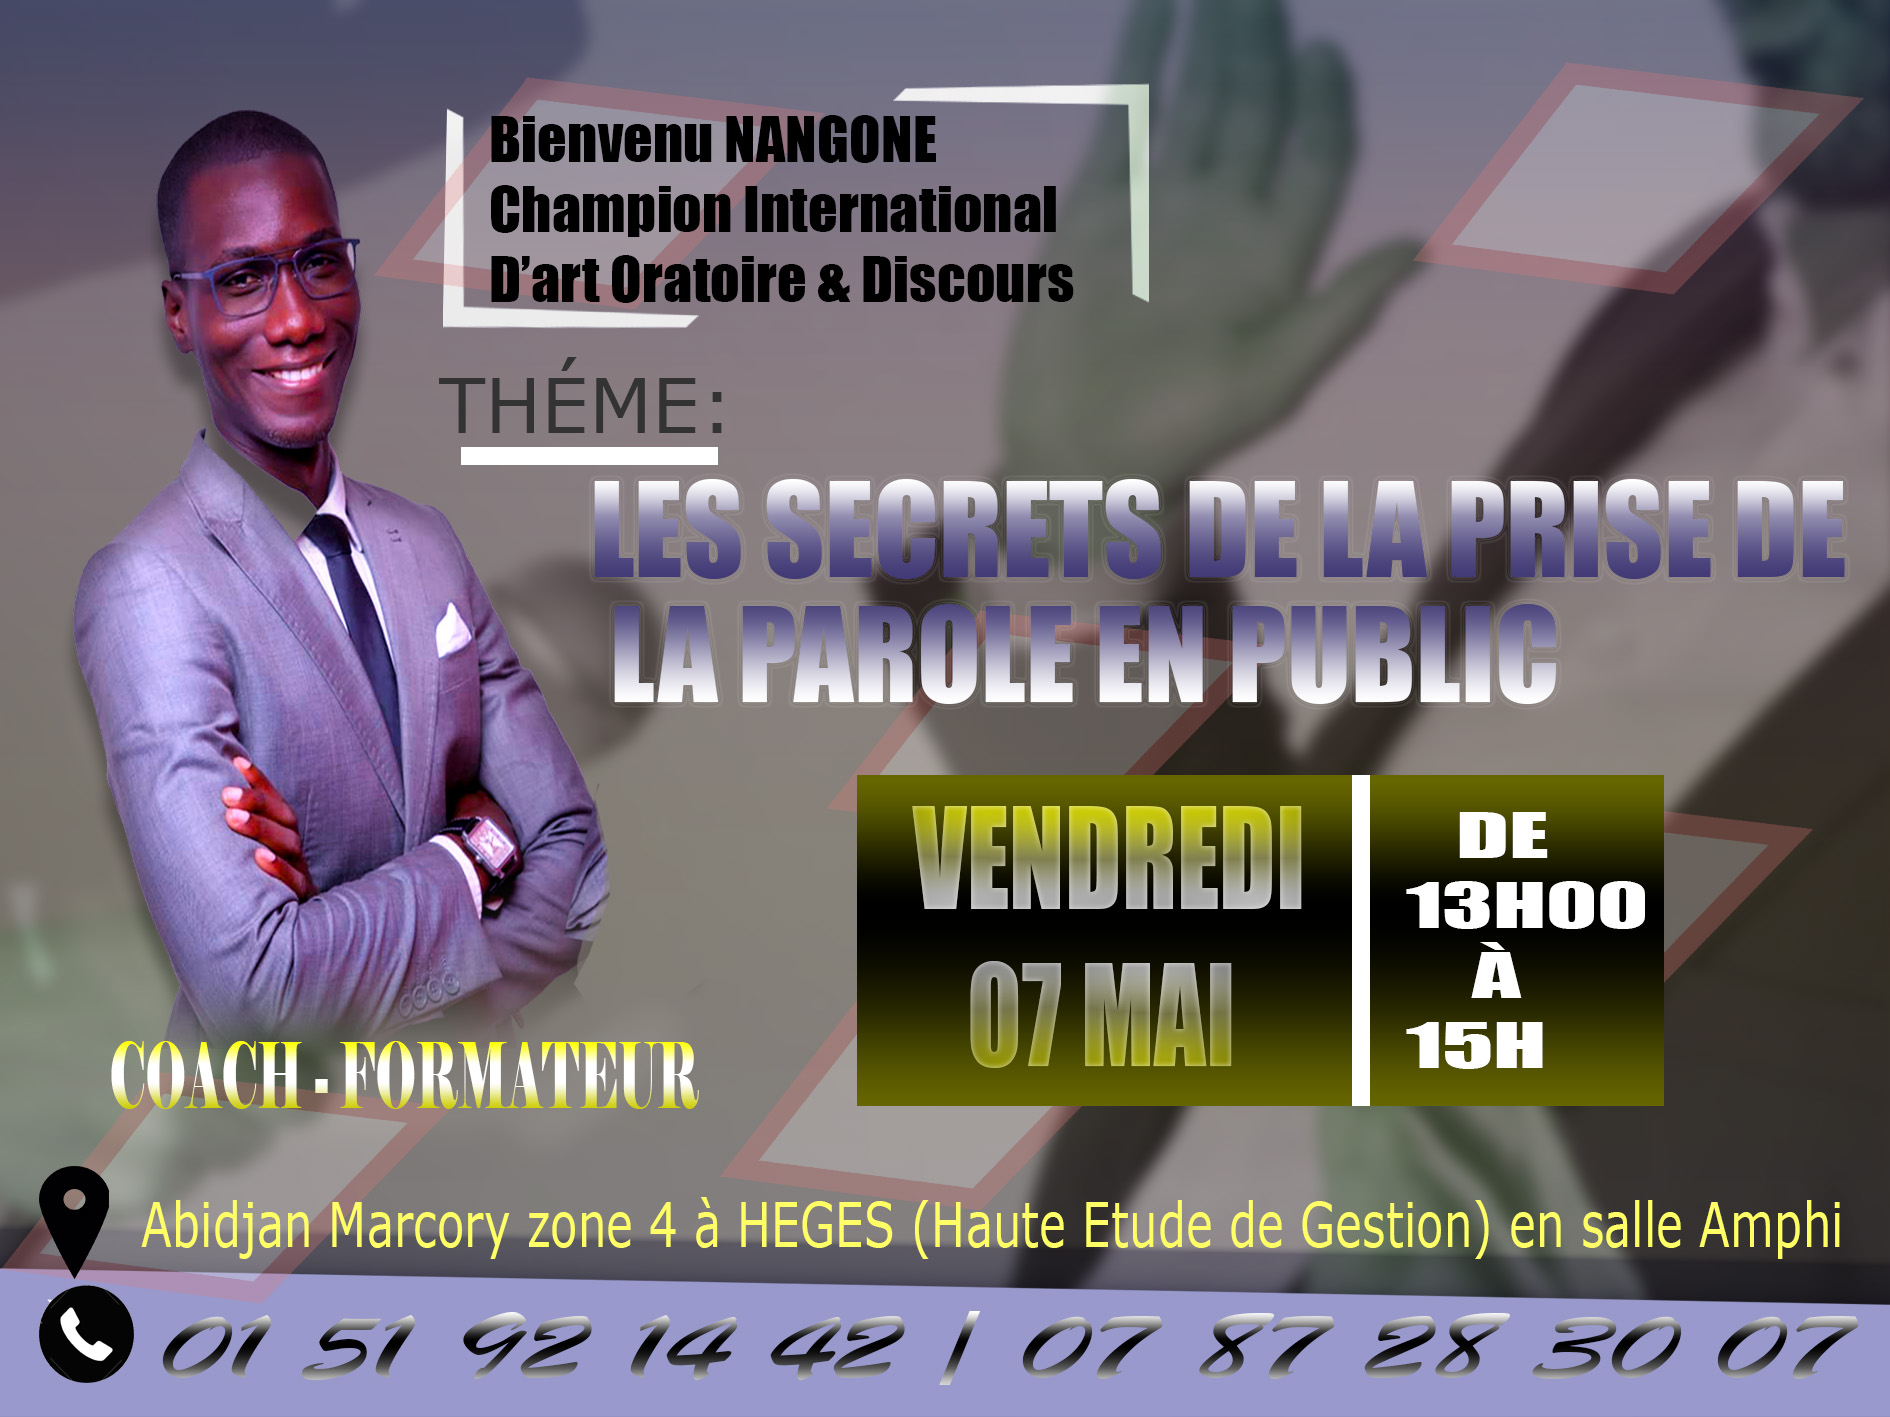 Bienvenu NANGONE
Champion International
D'art Oratoire & Discours
THÉME:
LES SECRETS DE LA PRISE DE
LA PAROLE EN PUBLIC
VENDREDI
07 MAI
DE
13H00
À
15H
COACH - FORMATEUR
Abidjan Marcory zone 4 à HEGES (Haute Etude de Gestion) en salle Amphi
01 51 92 14 42 / 07 87 28 30 07